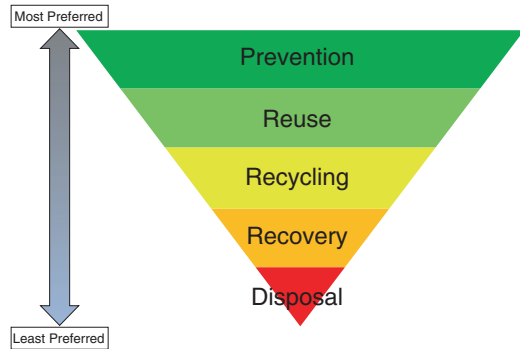 Most Preferred
Prevention
Reuse
Recycling
Recovery
Disposal
Least Preferred